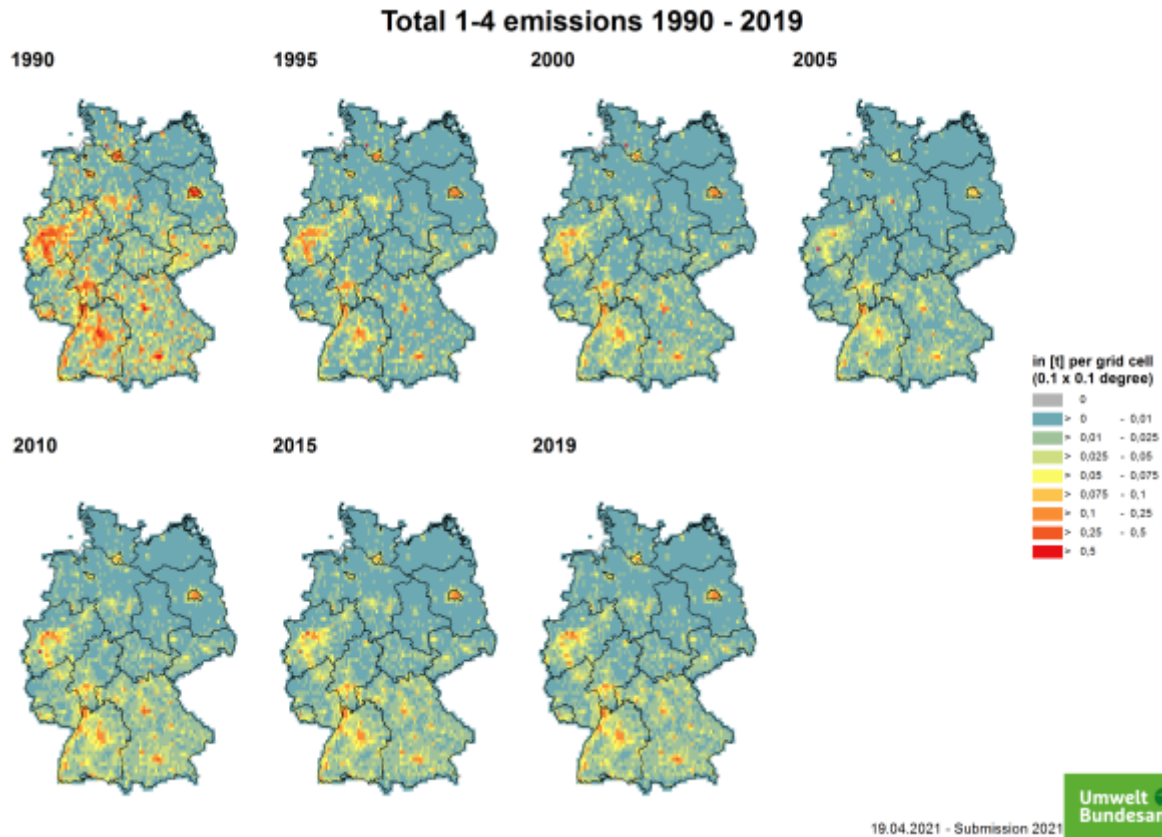 Total 1-4 emissions 1990 - 2019
1990
1995
2000
2005
in [t] per grid cell
(0.1 x 0.1 degree)
0
> 0 - 0,01
> 0,01 - 0,025
> 0,025 - 0,05
> 0,05 - 0,075
> 0,075 - 0,1
> 0,1 - 0,25
> 0,25 - 0,5
> 0,5
2010
2015
2019
Umwelt
Bundesar
19.04.2021 - Submission 2021